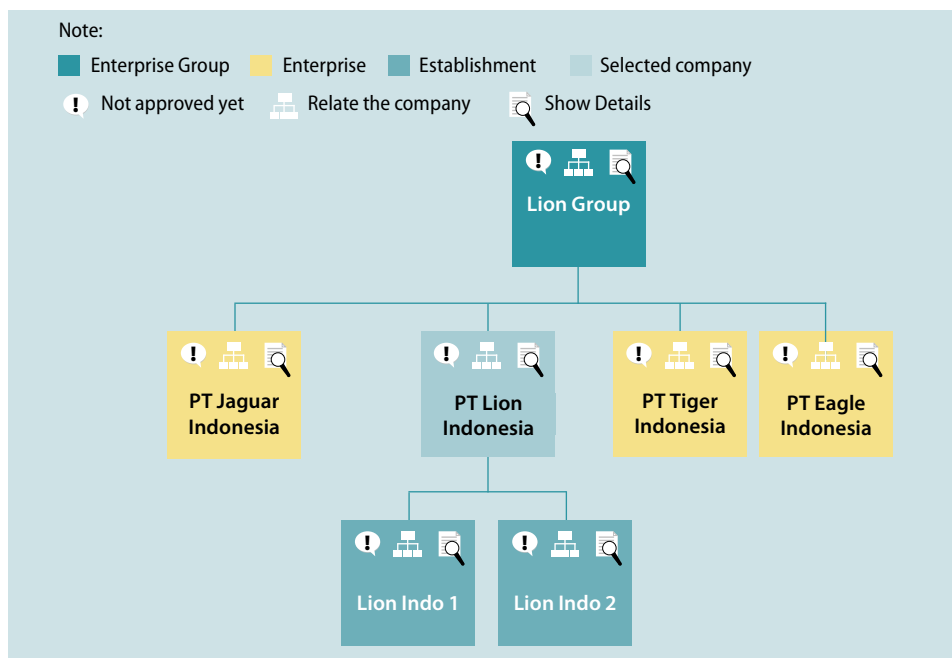 Note:
Enterprise Group Enterprise Establishment Selected company
Not approved yet Relate the company Show Details
Lion Group
PT Jaguar
Indonesia
PT Lion
Indonesia
PT Tiger
Indonesia
PT Eagle
Indonesia
Lion Indo 1
Lion Indo 2